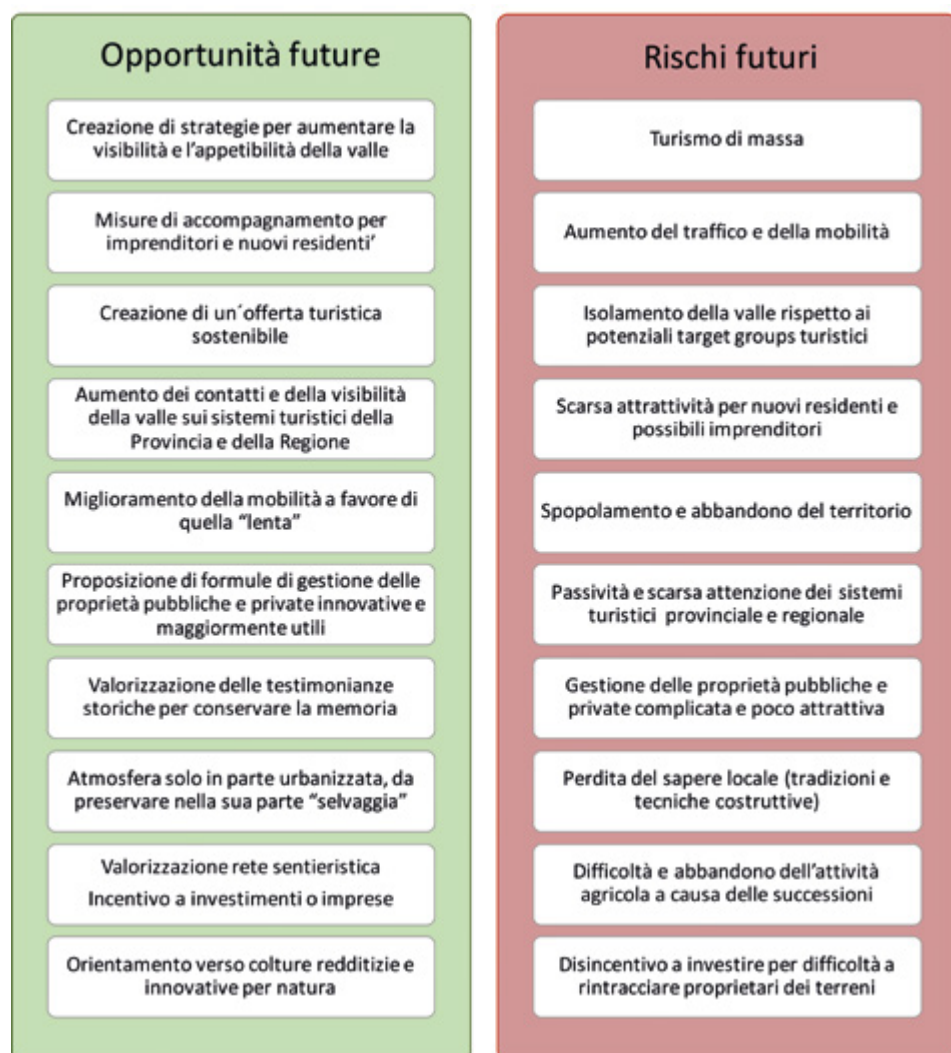 Opportunità future
Creazione di strategie per aumentare la
visibilità e l'appetibilità della valle
Misure di accompagnamento per
imprenditori e nuovi residenti'
Creazione di un´offerta turistica
sostenibile
Aumento dei contatti e della visibilità
della valle sui sistemi turistici della
Provincia e della Regione
Miglioramento della mobilità a favore di
quella "lenta"
Proposizione di formule di gestione delle
proprietà pubbliche e private innovative e
maggiormente utili
Valorizzazione delle testimonianze
storiche per conservare la memoria
Atmosfera solo in parte urbanizzata, da
preservare nella sua parte "selvaggia"
Valorizzazione rete sentieristica
Incentivo a investimenti o imprese
Orientamento verso colture redditizie e
innovative per natura
Rischi futuri
Turismo di massa
Aumento del traffico e della mobilità
Isolamento della valle rispetto ai
potenziali target groups turistici
Scarsa attrattività per nuovi residenti e
possibili imprenditori
Spopolamento e abbandono del territorio
Passività e scarsa attenzione dei sistemi
turistici provinciale e regionale
Gestione delle proprietà pubbliche e
private complicata e poco attrattiva
Perdita del sapere locale (tradizioni e
tecniche costruttive)
Difficoltà e abbandono dell'attività
agricola a causa delle successioni
Disincentivo a investire per difficoltà a
rintracciare proprietari dei terreni